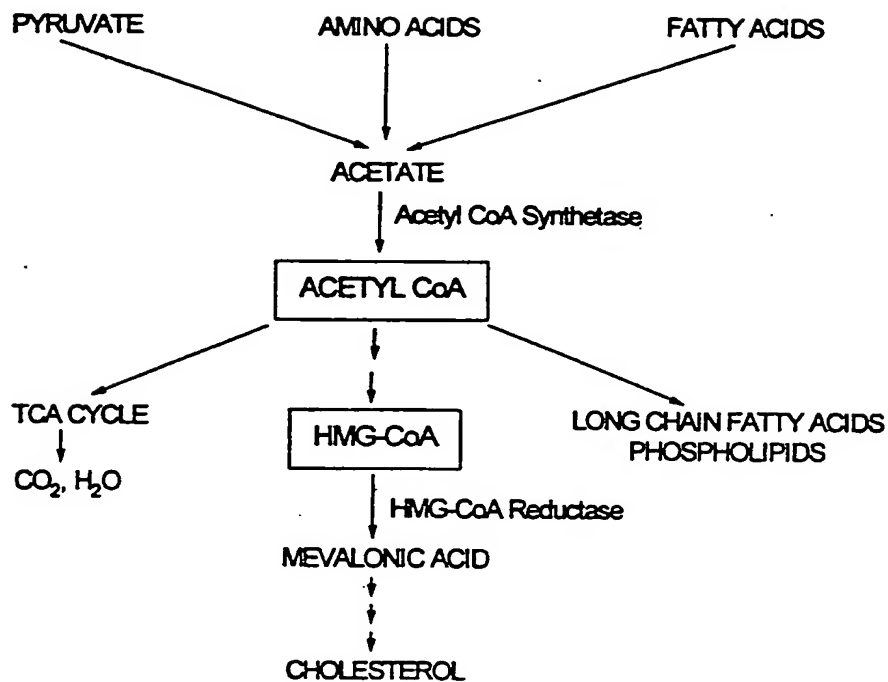 PYRUVATE AMINO ACIDS FATTY ACIDS
ACETATE
Acetyl CoA Synthetase
ACETYL CoA
TCA CYCLE
CO₂, H₂O
HMG-CoA
LONG CHAIN FATTY ACIDS
PHOSPHOLIPIDS
HMG-CoA Reductase
MEVALONIC ACID
CHOLESTEROL